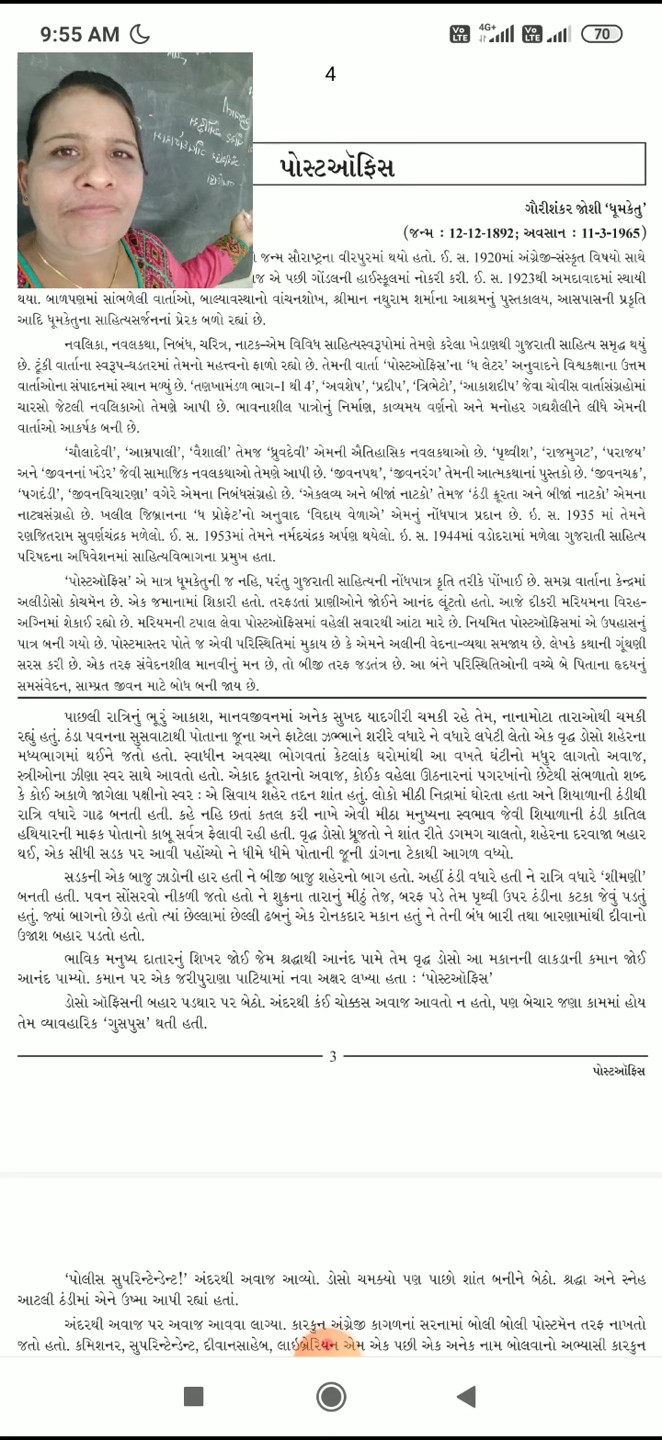 9:55 AM
4G+
70
4
પોસ્ટઑફિસ
ગૌરીશંકર જોશી ‘ધૂમકેતુ’
(જન્મ : 12-12-1892; અવસાન : 11-3-1965)
જન્મ સૌરાષ્ટ્રના વીરપુરમાં થયો હતો. ઈ. સ. 1920માં અંગ્રેજી-સંસ્કૃત વિષયો સાથે
એ પછી ગોંડલની હાઈસ્કૂલમાં નોકરી કરી. ઈ. સ. 1923થી અમદાવાદમાં સ્થાયી
થયા. બાળપણમાં સાંભળેલી વાર્તાઓ, બાલ્યાવસ્થાનો વાંચનશોખ, શ્રીમાન નથુરામ શર્માના આશ્રમનું પુસ્તકાલય, આસપાસની પ્રકૃતિ
આદિ ધૂમકેતુના સાહિત્યસર્જનનાં પ્રેરક બળો રહ્યાં છે.
નવલિકા, નવલકથા, નિબંધ, ચરિત્ર, નાટક-એમ વિવિધ સાહિત્યસ્વરૂપોમાં તેમણે કરેલા ખેડાણથી ગુજરાતી સાહિત્ય સમૃદ્ધ થયું
છે. ટૂંકી વાર્તાના સ્વરૂપ-ઘડતરમાં તેમનો મહત્ત્વનો ફાળો રહ્યો છે. તેમની વાર્તા ‘પોસ્ટઑફિસ’ના ‘ધ લેટર’ અનુવાદને વિશ્વકક્ષાના ઉત્તમ
વાર્તાઓના સંપાદનમાં સ્થાન મળ્યું છે. ‘તણખામંડળ ભાગ-1 થી 4’, ‘અવશેષ’, ‘પ્રદીપ’, ‘ત્રિભેટો’, ‘આકાશદીપ’ જેવા ચોવીસ વાર્તાસંગ્રહોમાં
ચારસો જેટલી નવલિકાઓ તેમણે આપી છે. ભાવનાશીલ પાત્રોનું નિર્માણ, કાવ્યમય વર્ણનો અને મનોહર ગદ્યશૈલીને લીધે એમની
વાર્તાઓ આકર્ષક બની છે.
‘ચૌલાદેવી’, ‘આમ્રપાલી’, ‘વૈશાલી’ તેમજ ‘ધ્રુવદેવી’ એમની ઐતિહાસિક નવલકથાઓ છે. ‘પૃથ્વીશ’, ‘રાજમુગટ’, ‘પરાજય’
અને ‘જીવનનાં ખંડેર’ જેવી સામાજિક નવલકથાઓ તેમણે આપી છે. ‘જીવનપથ’, ‘જીવનરંગ’ તેમની આત્મકથાનાં પુસ્તકો છે. ‘જીવનચક્ર’,
‘પગદંડી’, ‘જીવનવિચારણા’ વગેરે એમના નિબંધસંગ્રહો છે. ‘એકલવ્ય અને બીજાં નાટકો’ તેમજ ‘ઠંડી ક્રૂરતા અને બીજાં નાટકો’ એમના
નાટ્યસંગ્રહો છે. ખલીલ જિબ્રાનના ‘ધ પ્રોફેટ’નો અનુવાદ ‘વિદાય વેળાએ’ એમનું નોંધપાત્ર પ્રદાન છે. ઇ. સ. 1935 માં તેમને
રણજિતરામ સુવર્ણચંદ્રક મળેલો. ઈ. સ. 1953માં તેમને નર્મદચંદ્રક અર્પણ થયેલો. ઇ. સ. 1944માં વડોદરામાં મળેલા ગુજરાતી સાહિત્ય
પરિષદના અધિવેશનમાં સાહિત્યવિભાગના પ્રમુખ હતા.
‘પોસ્ટઑફિસ’ એ માત્ર ધૂમકેતુની જ નહિ, પરંતુ ગુજરાતી સાહિત્યની નોંધપાત્ર કૃતિ તરીકે પોંખાઈ છે. સમગ્ર વાર્તાના કેન્દ્રમાં
અલીડોસો કોચમૅન છે. એક જમાનામાં શિકારી હતો. તરફડતાં પ્રાણીઓને જોઈને આનંદ લૂંટતો હતો. આજે દીકરી મરિયમના વિરહ-
અગ્નિમાં શેકાઈ રહ્યો છે. મરિયમની ટપાલ લેવા પોસ્ટઑફિસમાં વહેલી સવારથી આંટા મારે છે. નિયમિત પોસ્ટઑફિસમાં એ ઉપહાસનું
પાત્ર બની ગયો છે. પોસ્ટમાસ્તર પોતે જ એવી પરિસ્થિતિમાં મુકાય છે કે એમને અલીની વેદના-વ્યથા સમજાય છે. લેખકે કથાની ગૂંથણી
સરસ કરી છે. એક તરફ સંવેદનશીલ માનવીનું મન છે, તો બીજી તરફ જડતંત્ર છે. આ બંને પરિસ્થિતિઓની વચ્ચે બે પિતાના હૃદયનું
સમસંવેદન, સામ્પ્રત જીવન માટે બોધ બની જાય છે.
પાછલી રાત્રિનું ભૂરું આકાશ, માનવજીવનમાં અનેક સુખદ યાદગીરી ચમકી રહે તેમ, નાનામોટા તારાઓથી ચમકી
રહ્યું હતું. ઠંડા પવનના સુસવાટાથી પોતાના જૂના અને ફાટેલા ઝભ્ભાને શરીરે વધારે ને વધારે લપેટી લેતો એક વૃદ્ધ ડોસો શહેરના
મધ્યભાગમાં થઈને જતો હતો. સ્વાધીન અવસ્થા ભોગવતાં કેટલાંક ઘરોમાંથી આ વખતે ઘંટીનો મધુર લાગતો અવાજ,
સ્ત્રીઓના ઝીણા સ્વર સાથે આવતો હતો. એકાદ કૂતરાનો અવાજ, કોઈક વહેલા ઊઠનારનાં પગરખાંનો છેટેથી સંભળાતો શબ્દ
કે કોઈ અકાળે જાગેલા પક્ષીનો સ્વર : એ સિવાય શહેર તદ્દન શાંત હતું. લોકો મીઠી નિદ્રામાં ઘોરતા હતા અને શિયાળાની ઠંડીથી
રાત્રિ વધારે ગાઢ બનતી હતી. કહે નહિ છતાં કતલ કરી નાખે એવી મીઠા મનુષ્યના સ્વભાવ જેવી શિયાળાની ઠંડી કાતિલ
હથિયારની માફક પોતાનો કાબૂ સર્વત્ર ફેલાવી રહી હતી. વૃદ્ધ ડોસો ધ્રૂજતો ને શાંત રીતે ડગમગ ચાલતો, શહેરના દરવાજા બહાર
થઈ, એક સીધી સડક પર આવી પહોંચ્યો ને ધીમે ધીમે પોતાની જૂની ડાંગના ટેકાથી આગળ વધ્યો.
સડકની એક બાજુ ઝાડોની હાર હતી ને બીજી બાજુ શહેરનો બાગ હતો. અહીં ઠંડી વધારે હતી ને રાત્રિ વધારે ‘શીમણી’
બનતી હતી. પવન સોંસરવો નીકળી જતો હતો ને શુક્રના તારાનું મીઠું તેજ, બરફ પડે તેમ પૃથ્વી ઉપર ઠંડીના કટકા જેવું પડતું
હતું. જ્યાં બાગનો છેડો હતો ત્યાં છેલ્લામાં છેલ્લી ઢબનું એક રોનકદાર મકાન હતું ને તેની બંધ બારી તથા બારણામાંથી દીવાનો
ઉજાશ બહાર પડતો હતો.
ભાવિક મનુષ્ય દાતારનું શિખર જોઈ જેમ શ્રદ્ધાથી આનંદ પામે તેમ વૃદ્ધ ડોસો આ મકાનની લાકડાની કમાન જોઈ
આનંદ પામ્યો. કમાન પર એક જરીપુરાણા પાટિયામાં નવા અક્ષર લખ્યા હતા : ‘પોસ્ટઑફિસ’
ડોસો ઑફિસની બહાર પડથાર પર બેઠો. અંદરથી કંઈ ચોક્કસ અવાજ આવતો ન હતો, પણ બેચાર જણા કામમાં હોય
તેમ વ્યાવહારિક ‘ગુસપુસ’ થતી હતી.
3
પોસ્ટઑફિસ
‘પોલીસ સુપરિન્ટેન્ડેન્ટ!’ અંદરથી અવાજ આવ્યો. ડોસો ચમક્યો પણ પાછો શાંત બનીને બેઠો. શ્રદ્ધા અને સ્નેહ
આટલી ઠંડીમાં એને ઉષ્મા આપી રહ્યાં હતાં.
અંદરથી અવાજ પર અવાજ આવવા લાગ્યા. કારકુન અંગ્રેજી કાગળનાં સરનામાં બોલી બોલી પોસ્ટમૅન તરફ નાખતો
જતો હતો. કમિશનર, સુપરિન્ટેન્ડેન્ટ, દીવાનસાહેબ, લાઇબ્રેરિયન એમ એક પછી એક અનેક નામ બોલવાનો અભ્યાસી કારકુન